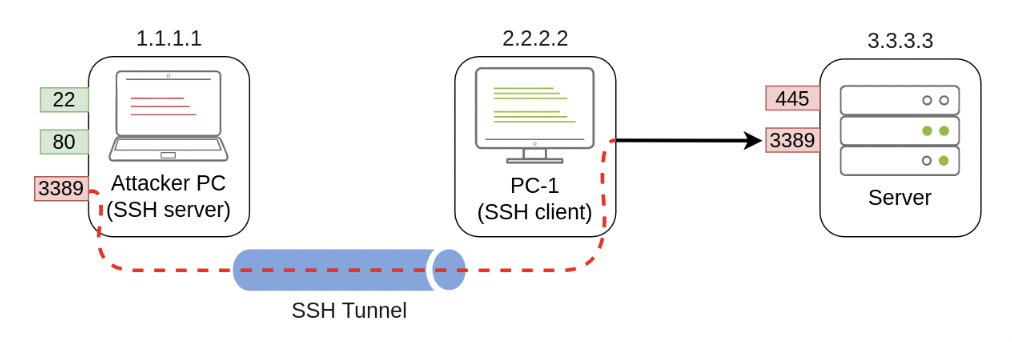 1.1.1.1
2.2.2.2
3.3.3.3
22
80
3389
Attacker PC
(SSH server)
PC-1
(SSH client)
445
3389
Server
SSH Tunnel